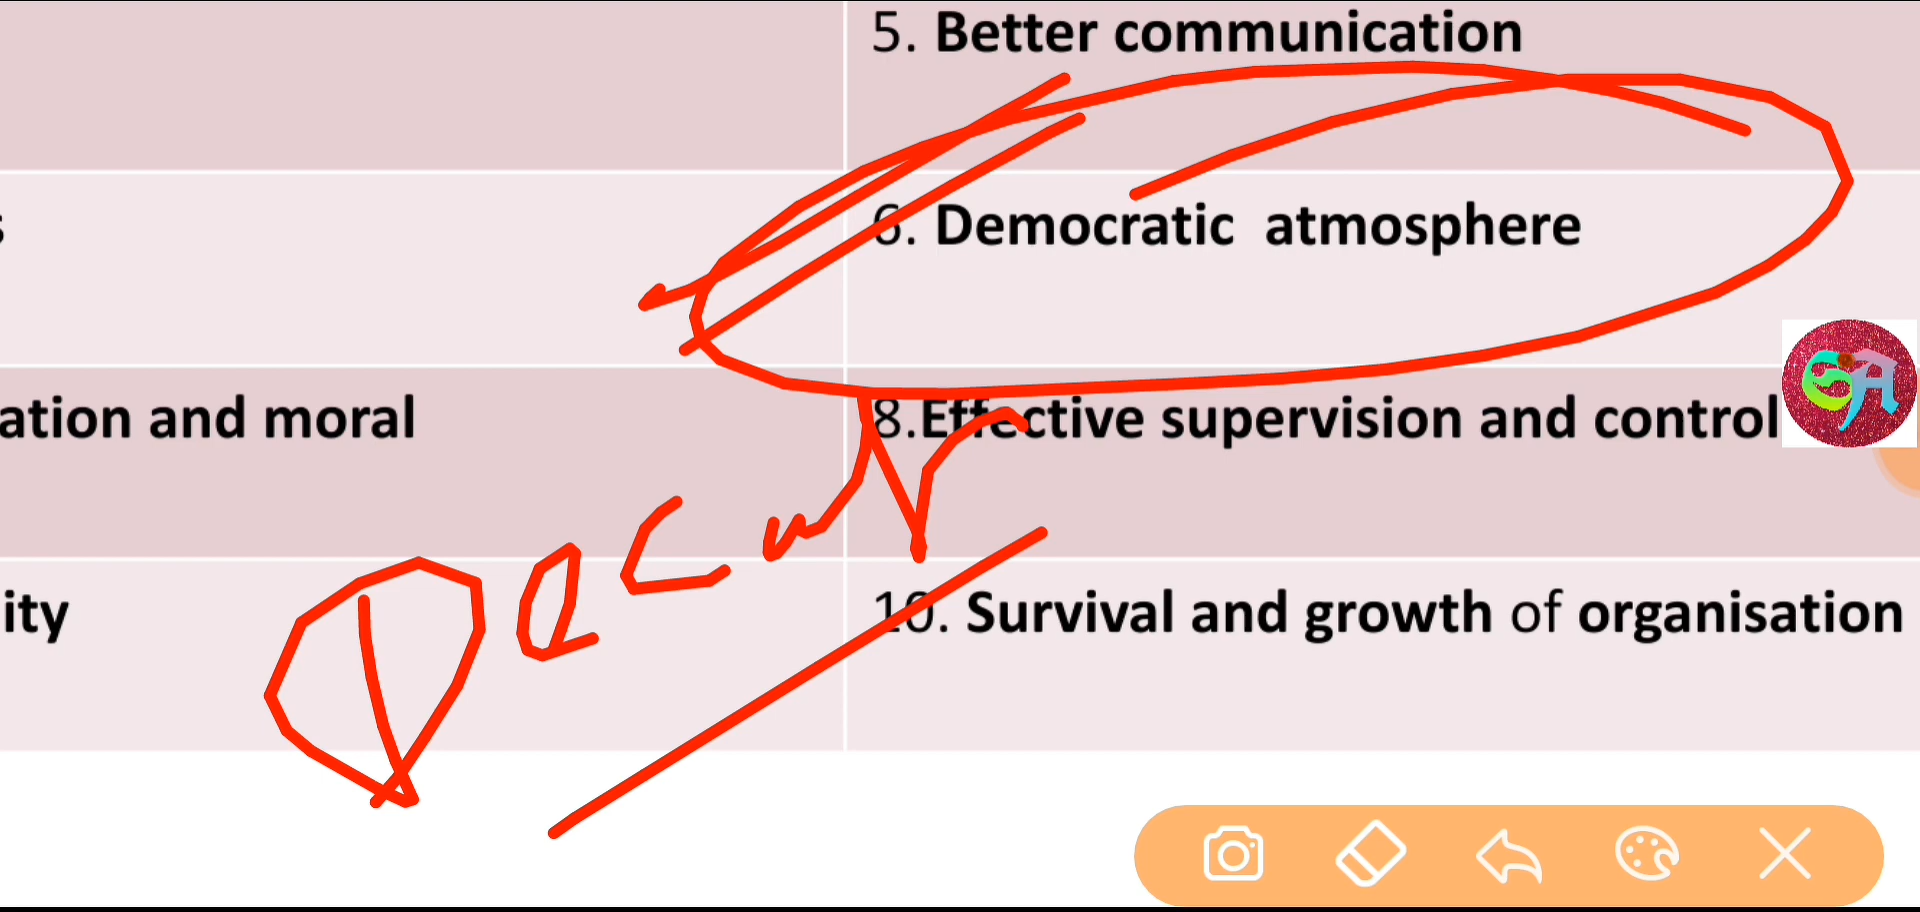 5. Better communication
6. Democratic atmosphere
ation and moral
8.Effective supervision and control
ity
10. Survival and growth of organisation